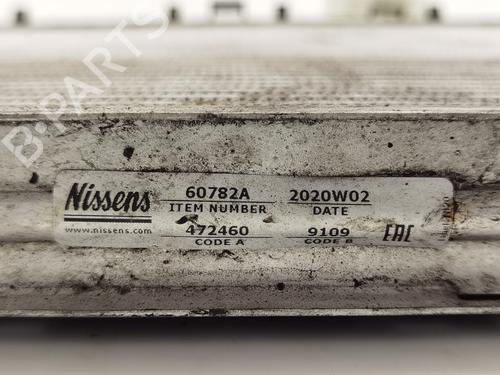 B-PARTS
Nissens
www.nissens.com
60782A
ITEM NUMBER
2020W02
DATE
472460
CODE A
9109
CODE B
EAC